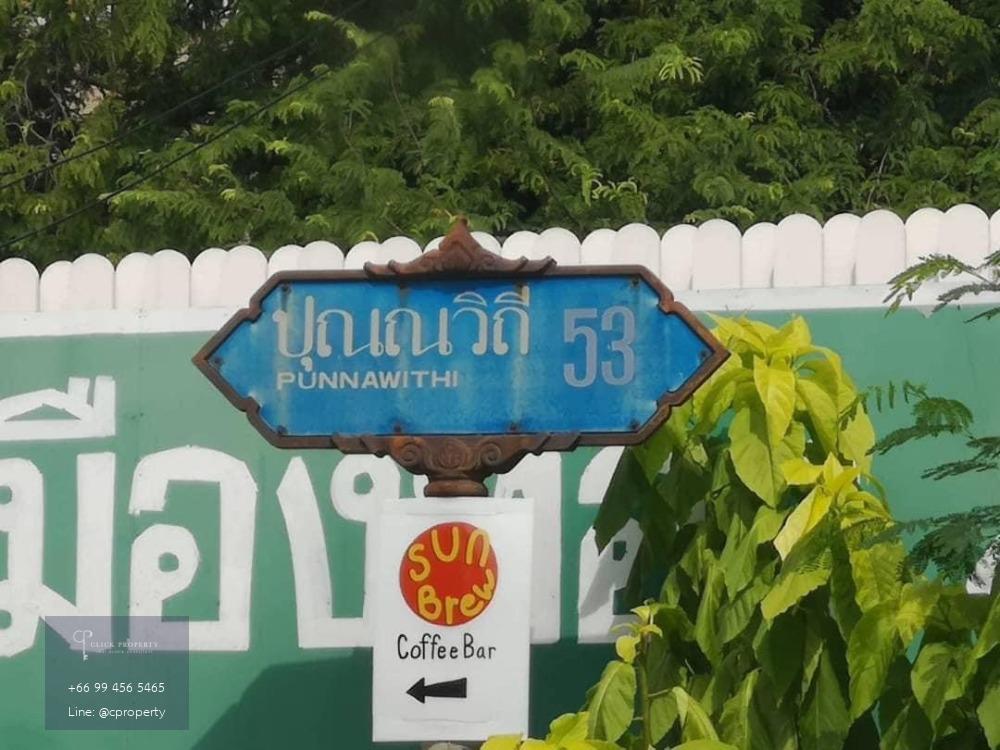 ปุณณวิถี 53
PUNNAWITHI
SUN
Brew
Coffee Bar
CLICK PROPERTY
+66 99 456 5465
Line: @cproperty